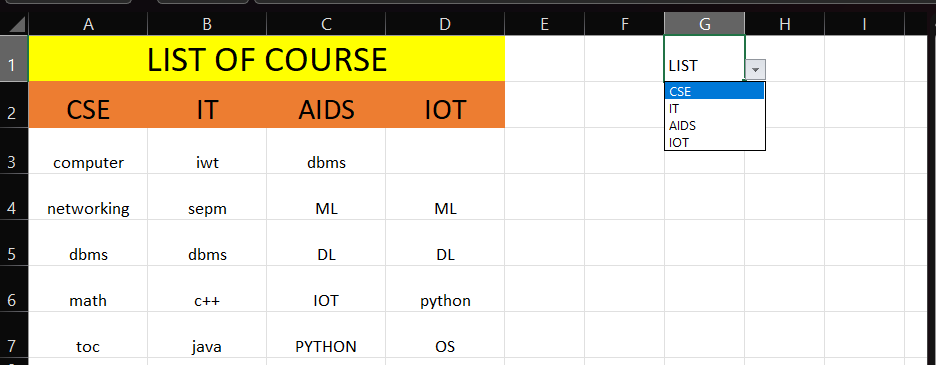 A B C D E F G H I
1 LIST OF COURSE LIST
CSE
2 CSE IT AIDS IOT IT
AIDS
IOT
3 computer iwt dbms
4 networking sepm ML ML
5 dbms dbms DL DL
6 math c++ IOT python
7 toc java PYTHON OS